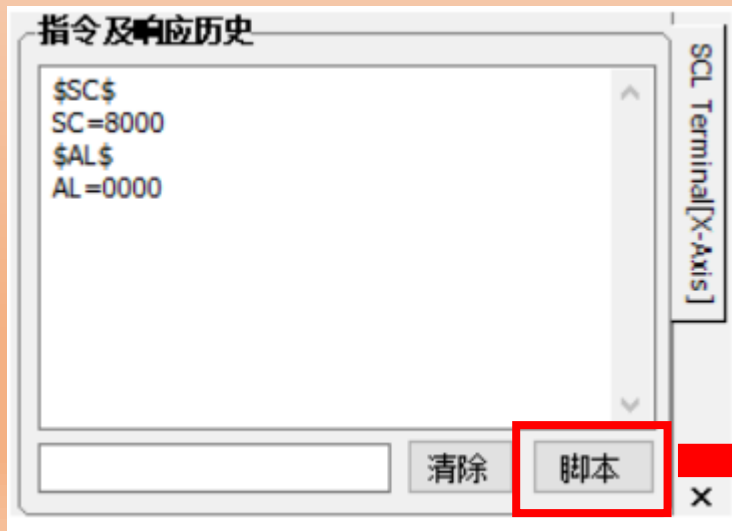 指令及响应历史
$SC$
SC=8000
$AL$
AL=0000
清除
脚本
SCL Terminal[X-Axis]